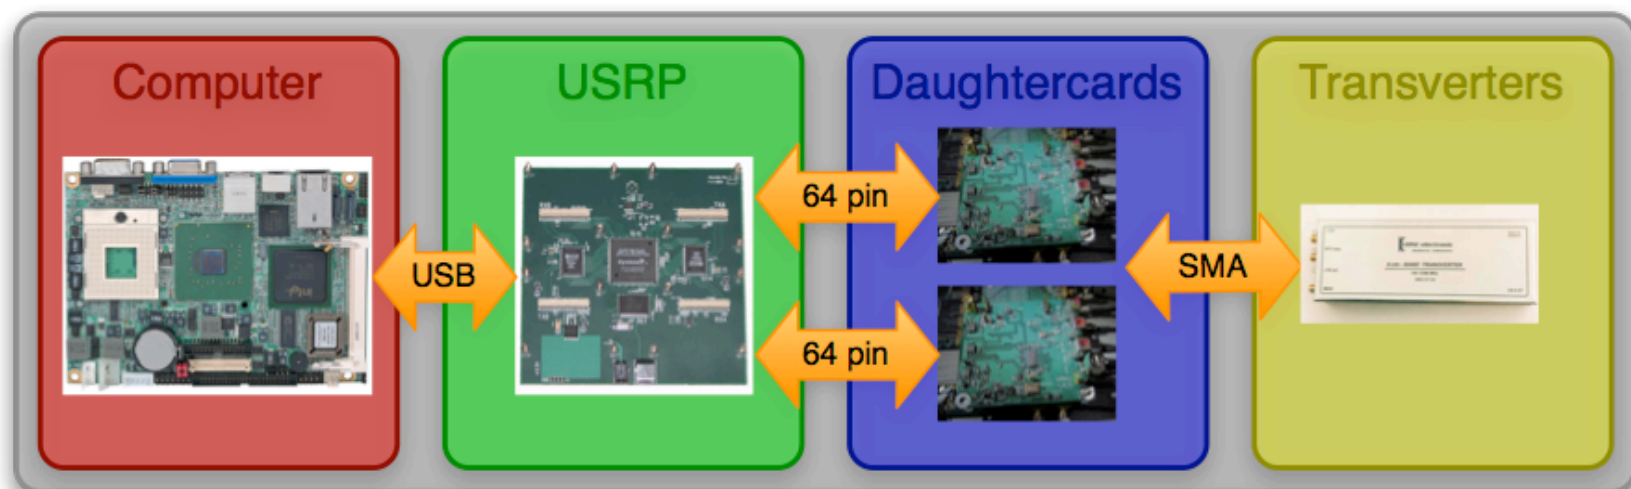 Computer
USRP
Daughtercards
Transverters
USB
64 pin
64 pin
SMA